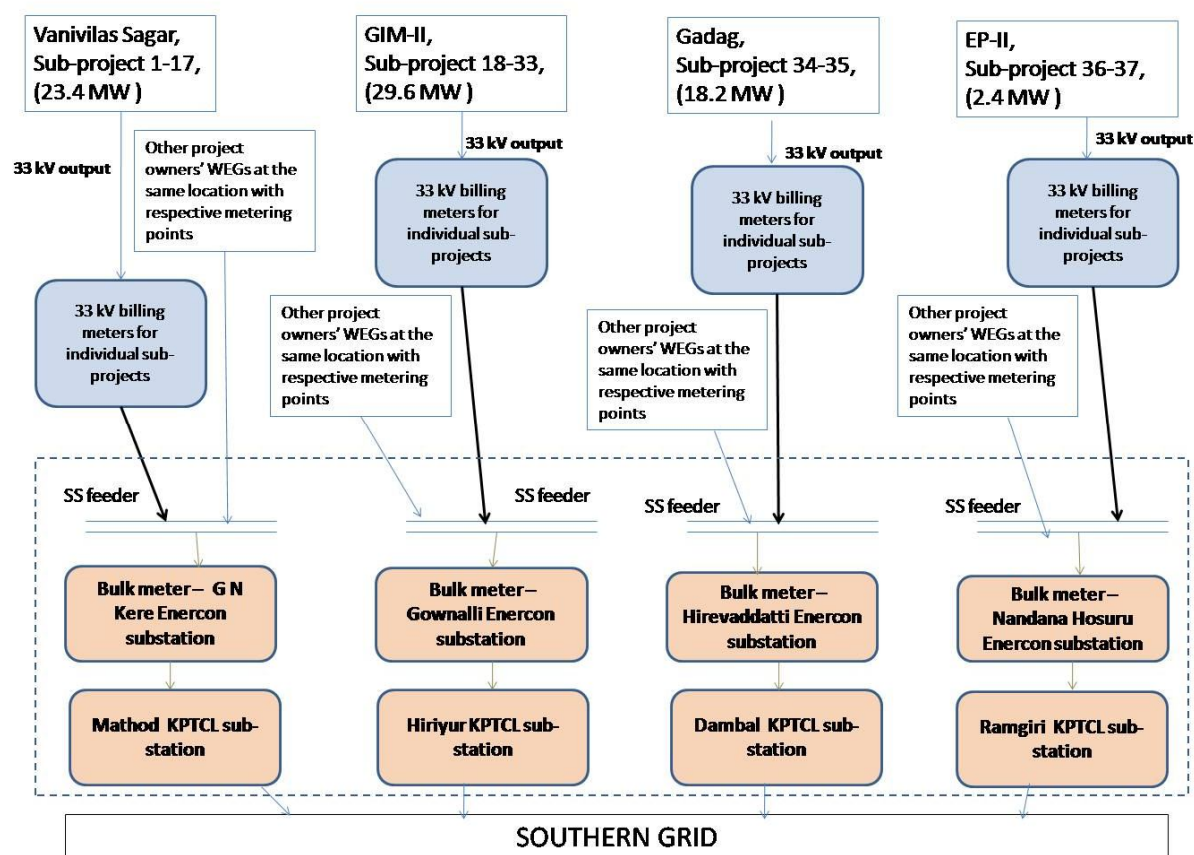 Vanivilas Sagar,
Sub-project 1-17,
(23.4 MW )
GIM-II,
Sub-project 18-33,
(29.6 MW )
Gadag,
Sub-project 34-35,
(18.2 MW )
EP-II,
Sub-project 36-37,
(2.4 MW )
33 kV output
Other project
owners' WEGs at the
same location with
respective metering
points
33 kV output
33 kV output
33 kV output
33 kV billing
meters for
individual sub-
projects
33 kV billing
meters for
individual sub-
projects
33 kV billing
meters for
individual sub-
projects
33 kV billing
meters for
individual sub-
projects
Other project
owners' WEGs at the
same location with
respective metering
points
Other project
owners' WEGs at the
same location with
respective metering
points
Other project
owners' WEGs at the
same location with
respective metering
points
SS feeder
SS feeder
SS feeder
SS feeder
Bulk meter– G N
Kere Enercon
substation
Bulk meter–
Gownalli Enercon
substation
Bulk meter–
Hirevaddatti Enercon
substation
Bulk meter–
Nandana Hosuru
Enercon substation
Mathod KPTCL sub-
station
Hiriyur KPTCL sub-
station
Dambal KPTCL sub-
station
Ramgiri KPTCL sub-
station
SOUTHERN GRID